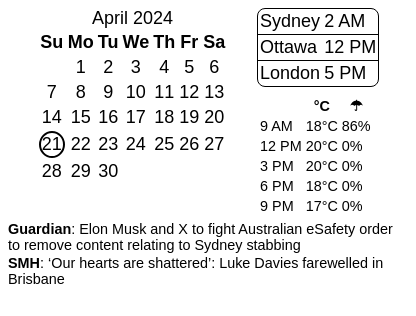 April 2024
Su Mo Tu We Th Fr Sa
1 2 3 4 5 6
7 8 9 10 11 12 13
14 15 16 17 18 19 20
21 22 23 24 25 26 27
28 29 30
Sydney 2 AM
Ottawa 12 PM
London 5 PM
°C ☂
9 AM 18°C 86%
12 PM 20°C 0%
3 PM 20°C 0%
6 PM 18°C 0%
9 PM 17°C 0%
Guardian: Elon Musk and X to fight Australian eSafety order
to remove content relating to Sydney stabbing
SMH: ‘Our hearts are shattered’: Luke Davies farewelled in
Brisbane